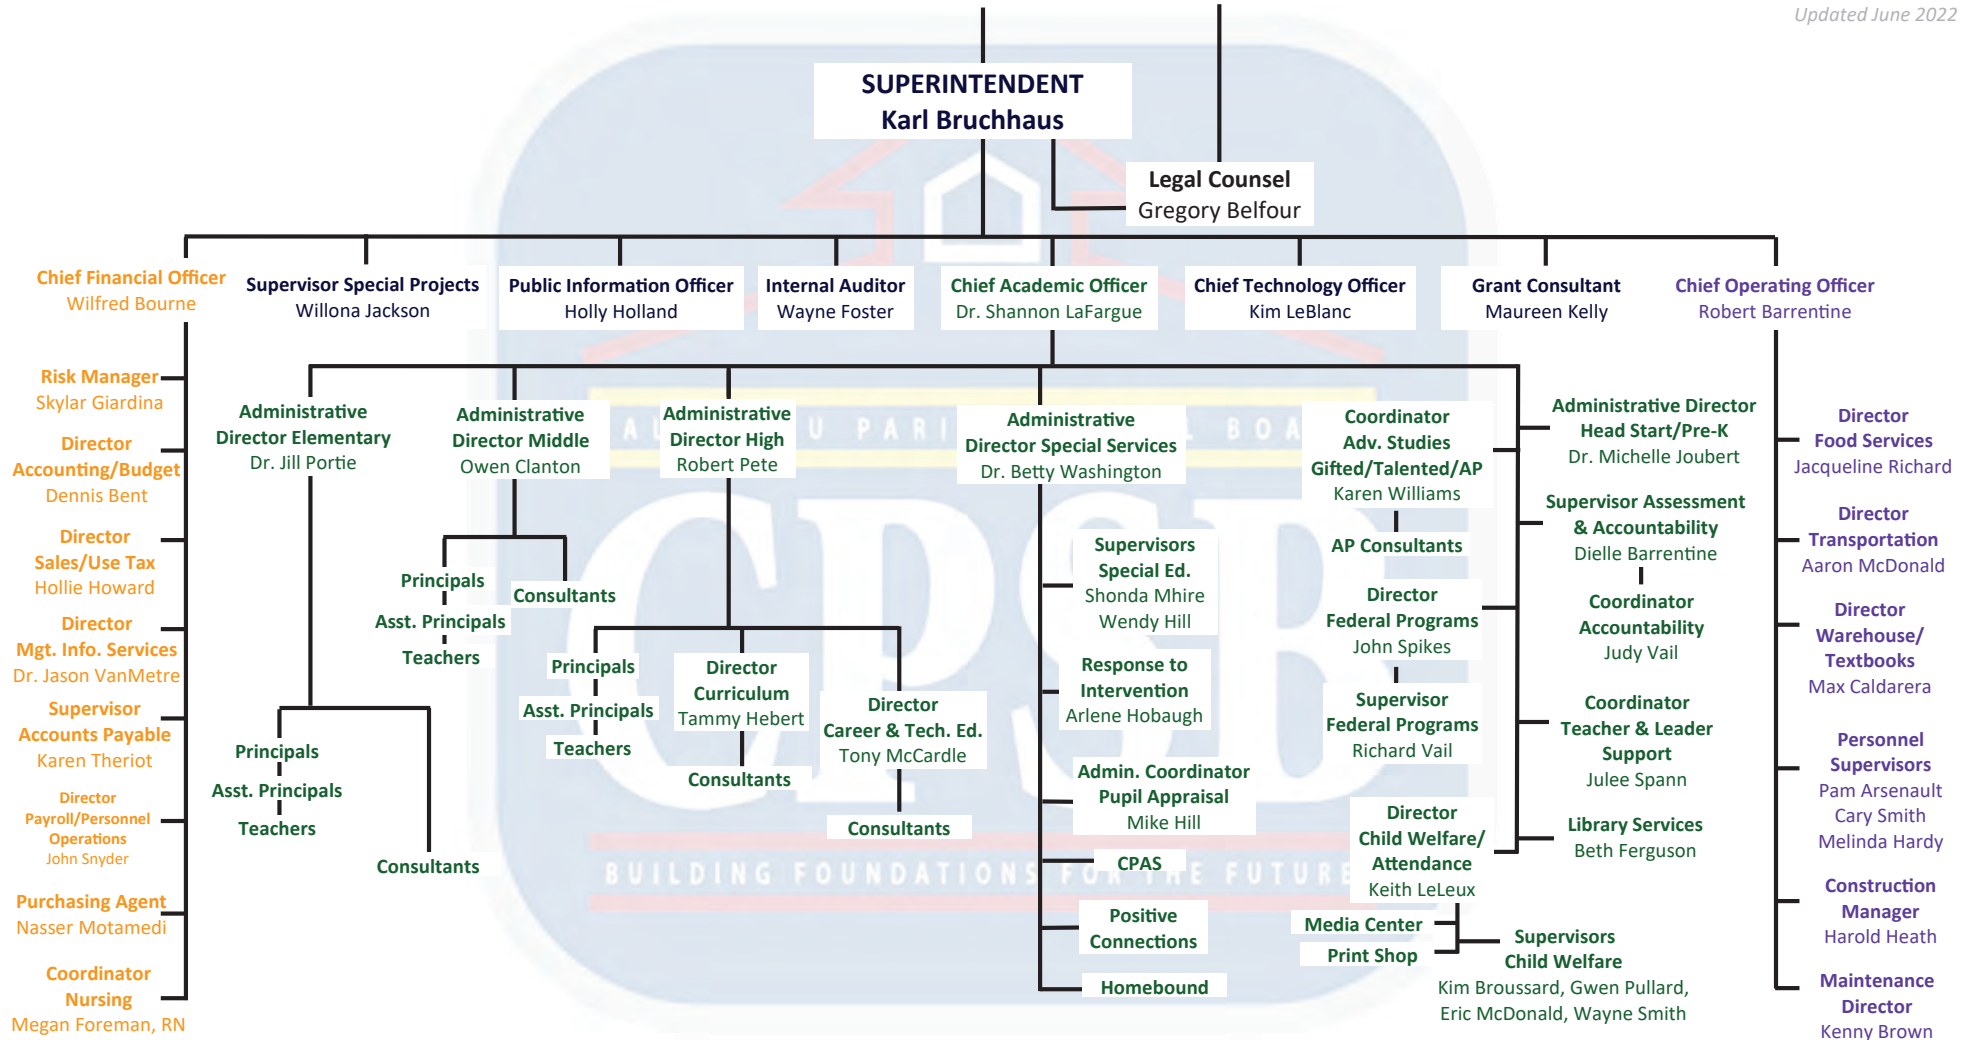 Updated June 2022
SUPERINTENDENT
Karl Bruchhaus
Legal Counsel
Gregory Belfour
Chief Financial Officer
Wilfred Bourne
Supervisor Special Projects
Willona Jackson
Public Information Officer
Holly Holland
Internal Auditor
Wayne Foster
Chief Academic Officer
Dr. Shannon LaFargue
Chief Technology Officer
Kim LeBlanc
Grant Consultant
Maureen Kelly
Chief Operating Officer
Robert Barrentine
Risk Manager
Skylar Giardina
Director
Accounting/Budget
Dennis Bent
Director
Sales/Use Tax
Hollie Howard
Director
Mgt. Info. Services
Dr. Jason VanMetre
Supervisor
Accounts Payable
Karen Theriot
Director
Payroll/Personnel
Operations
John Snyder
Purchasing Agent
Nasser Motamedi
Coordinator
Nursing
Megan Foreman, RN
Administrative
Director Elementary
Dr. Jill Portie
Principals
Asst. Principals
Teachers
Consultants
Administrative
Director Middle
Owen Clanton
Principals
Asst. Principals
Teachers
Consultants
Administrative
Director High
Robert Pete
Principals
Asst. Principals
Teachers
Director
Curriculum
Tammy Hebert
Consultants
Director
Career & Tech. Ed.
Tony McCardle
Consultants
Administrative
Director Special Services
Dr. Betty Washington
Supervisors
Special Ed.
Shonda Mhire
Wendy Hill
Response to
Intervention
Arlene Hobaugh
Admin. Coordinator
Pupil Appraisal
Mike Hill
CPAS
Positive
Connections
Homebound
Coordinator
Adv. Studies
Gifted/Talented/AP
Karen Williams
AP Consultants
Director
Federal Programs
John Spikes
Supervisor
Federal Programs
Richard Vail
Director
Child Welfare/
Attendance
Keith LeLeux
Media Center
Print Shop
Supervisors
Child Welfare
Kim Broussard, Gwen Pullard,
Eric McDonald, Wayne Smith
Administrative Director
Head Start/Pre-K
Dr. Michelle Joubert
Supervisor Assessment
& Accountability
Dielle Barrentine
Coordinator
Accountability
Judy Vail
Coordinator
Teacher & Leader
Support
Julee Spann
Library Services
Beth Ferguson
Director
Food Services
Jacqueline Richard
Director
Transportation
Aaron McDonald
Director
Warehouse/
Textbooks
Max Caldarera
Personnel
Supervisors
Pam Arsenault
Cary Smith
Melinda Hardy
Construction
Manager
Harold Heath
Maintenance
Director
Kenny Brown
CPSB
BUILDING FOUNDATIONS FOR THE FUTURE